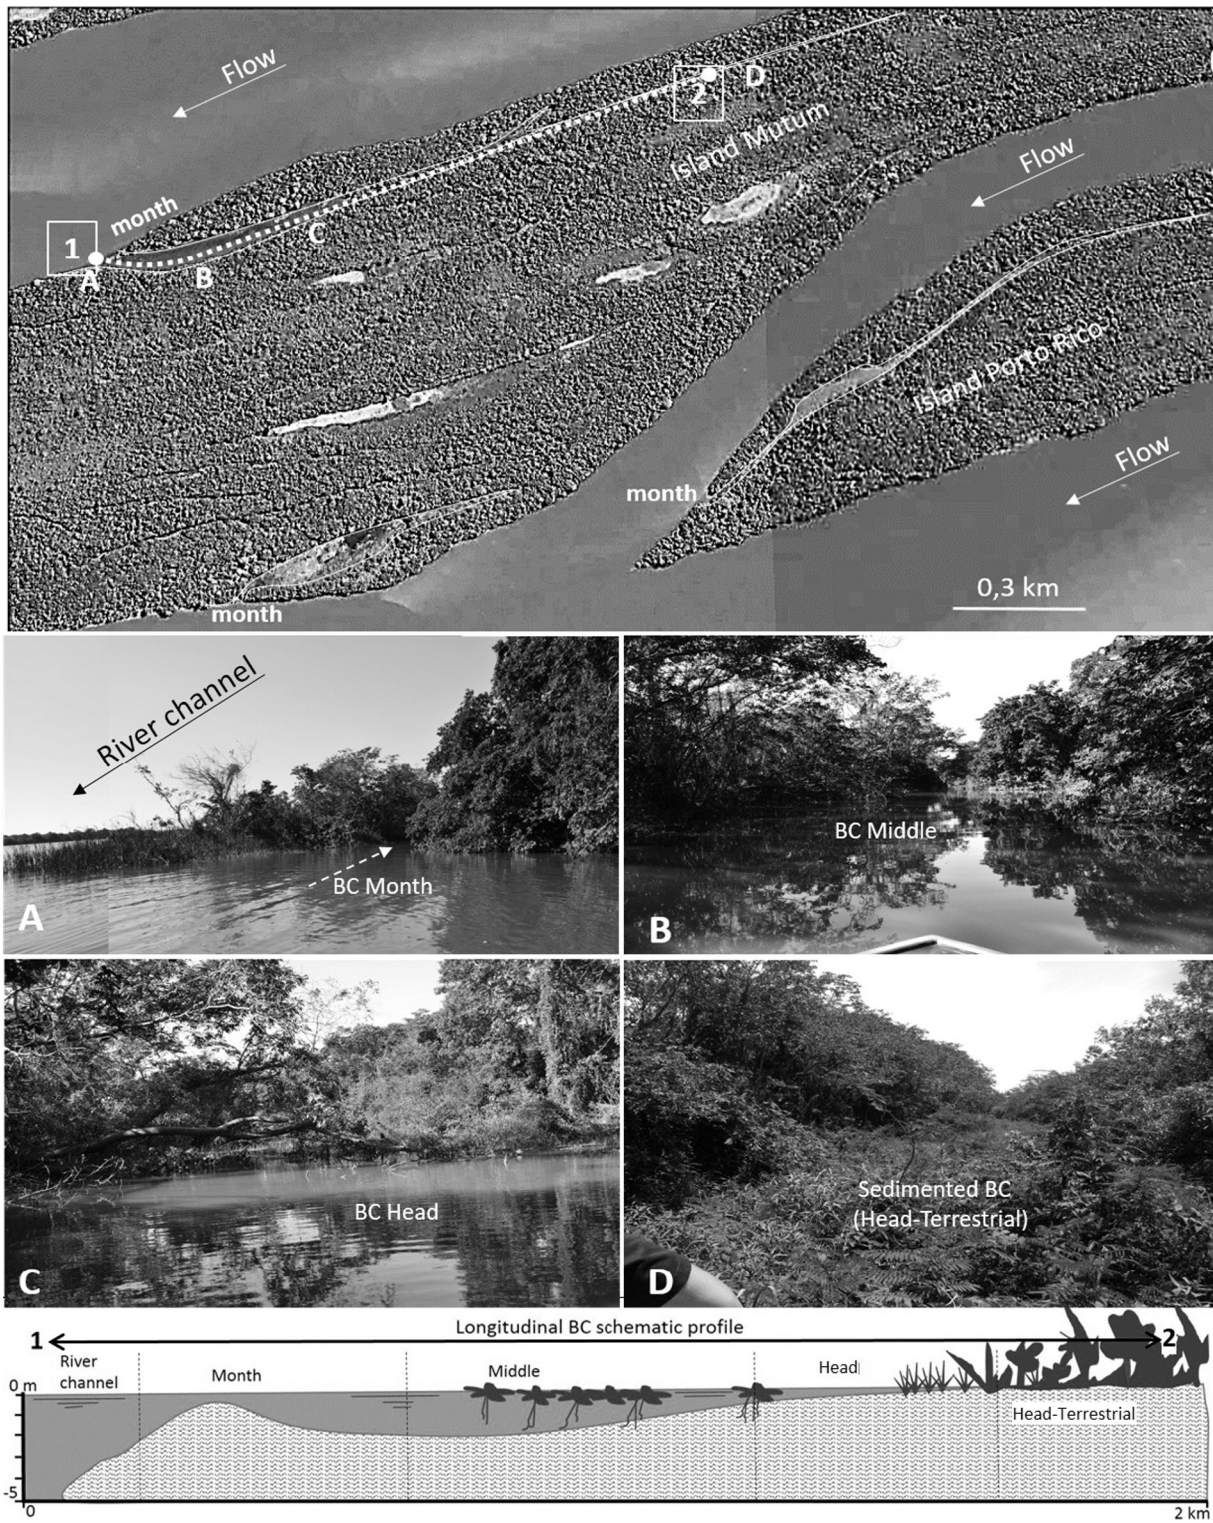 Flow
2
D
Island Mutum
Flow
month
1
C
A
B
Island Porto Rico
Flow
month
0,3 km
month
River channel
BC Month
A
BC Middle
B
BC Head
C
Sedimented BC
(Head-Terrestrial)
D
Longitudinal BC schematic profile
1
2
River
channel
Month
Middle
Head
0 m
Head-Terrestrial
-5
0
2 km